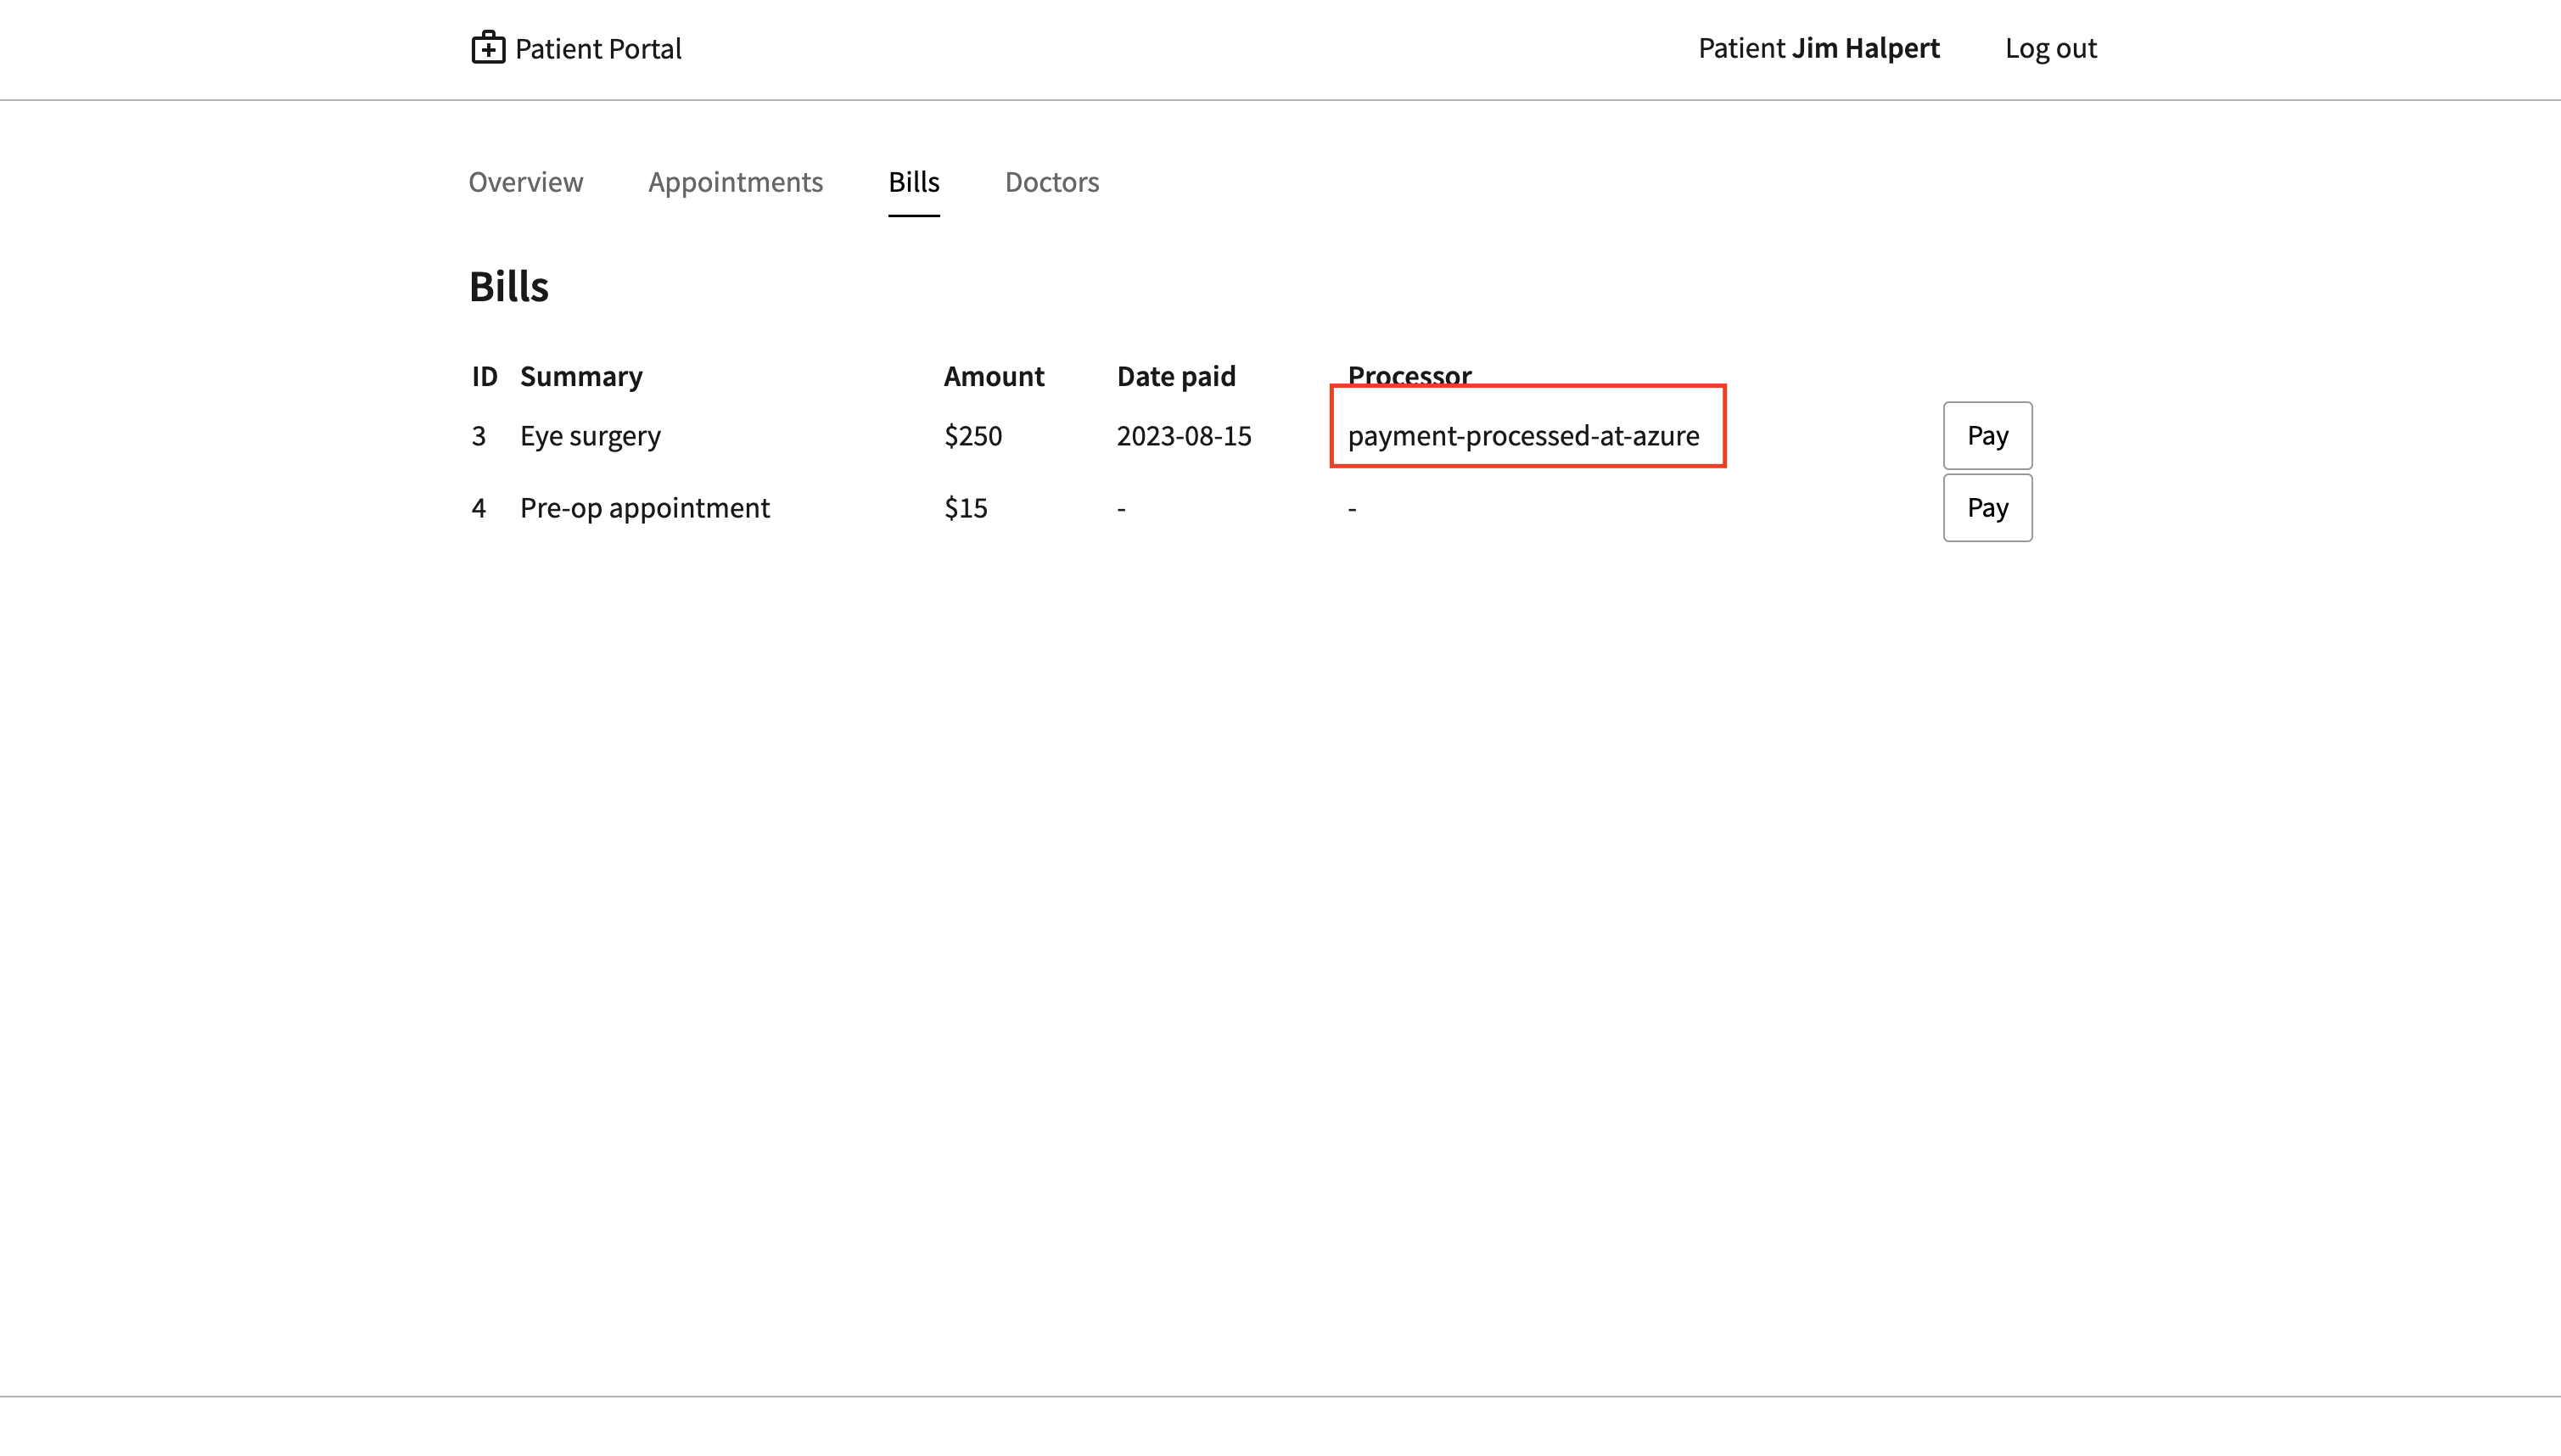 Patient Portal
Patient Jim Halpert
Log out
Overview Appointments Bills Doctors
Bills
ID Summary Amount Date paid Processor
3 Eye surgery $250 2023-08-15 payment-processed-at-azure Pay
4 Pre-op appointment $15 - - Pay